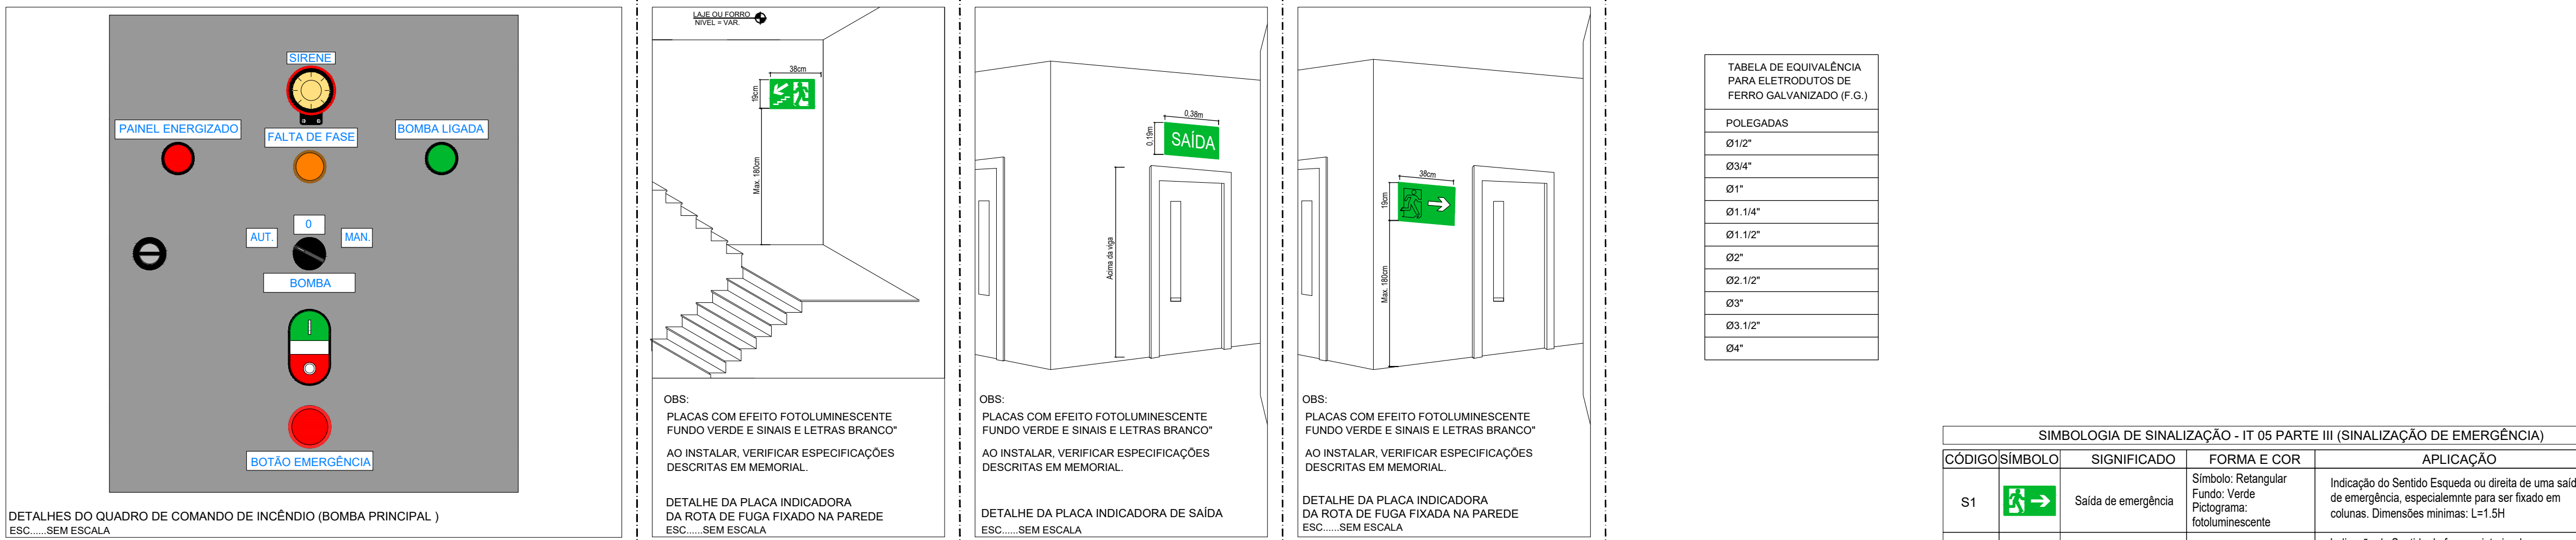 SIRENE
PAINEL ENERGIZADO
FALTA DE FASE
BOMBA LIGADA
0
AUT.
MAN.
BOMBA
BOTÃO EMERGÊNCIA
DETALHES DO QUADRO DE COMANDO DE INCÊNDIO (BOMBA PRINCIPAL )
ESC......SEM ESCALA
LAJE OU FORRO
NIVEL = VAR.
38cm
19cm
Max. 180cm
OBS:
PLACAS COM EFEITO FOTOLUMINESCENTE
FUNDO VERDE E SINAIS E LETRAS BRANCO"
AO INSTALAR, VERIFICAR ESPECIFICAÇÕES
DESCRITAS EM MEMORIAL.
DETALHE DA PLACA INDICADORA
DA ROTA DE FUGA FIXADO NA PAREDE
ESC......SEM ESCALA
0,38m
0,19m
SAÍDA
Acima da viga
OBS:
PLACAS COM EFEITO FOTOLUMINESCENTE
FUNDO VERDE E SINAIS E LETRAS BRANCO"
AO INSTALAR, VERIFICAR ESPECIFICAÇÕES
DESCRITAS EM MEMORIAL.
DETALHE DA PLACA INDICADORA DE SAÍDA
ESC......SEM ESCALA
38cm
19cm
Max. 180cm
OBS:
PLACAS COM EFEITO FOTOLUMINESCENTE
FUNDO VERDE E SINAIS E LETRAS BRANCO"
AO INSTALAR, VERIFICAR ESPECIFICAÇÕES
DESCRITAS EM MEMORIAL.
DETALHE DA PLACA INDICADORA
DA ROTA DE FUGA FIXADA NA PAREDE
ESC......SEM ESCALA
TABELA DE EQUIVALÊNCIA
PARA ELETRODUTOS DE
FERRO GALVANIZADO (F.G.)
POLEGADAS
Ø1/2"
Ø3/4"
Ø1"
Ø1.1/4"
Ø1.1/2"
Ø2"
Ø2.1/2"
Ø3"
Ø3.1/2"
Ø4"
SIMBOLOGIA DE SINALIZAÇÃO - IT 05 PARTE III (SINALIZAÇÃO DE EMERGÊNCIA)
CÓDIGO SÍMBOLO SIGNIFICADO FORMA E COR APLICAÇÃO
S1
Saída de emergência
Símbolo: Retangular
Fundo: Verde
Pictograma:
fotoluminescente
Indicação do Sentido Esqueda ou direita de uma saíd
de emergência, especialemnte para ser fixado em
colunas. Dimensões minimas: L=1.5H